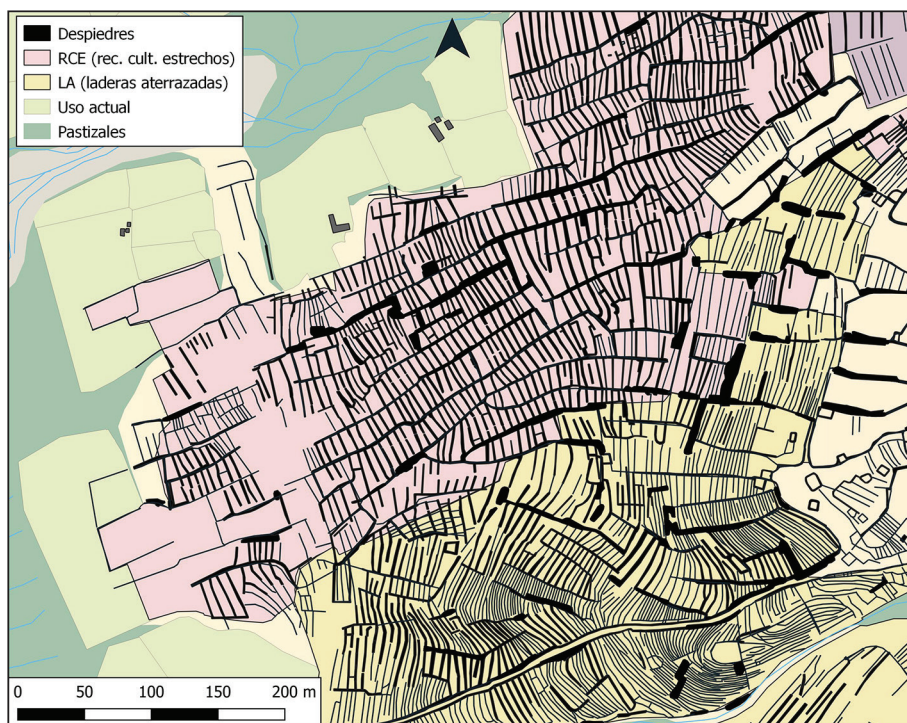 Despiedres
RCE (rec. cult. estrechos)
LA (laderas aterrazadas)
Uso actual
Pastizales
0 50 100 150 200 m